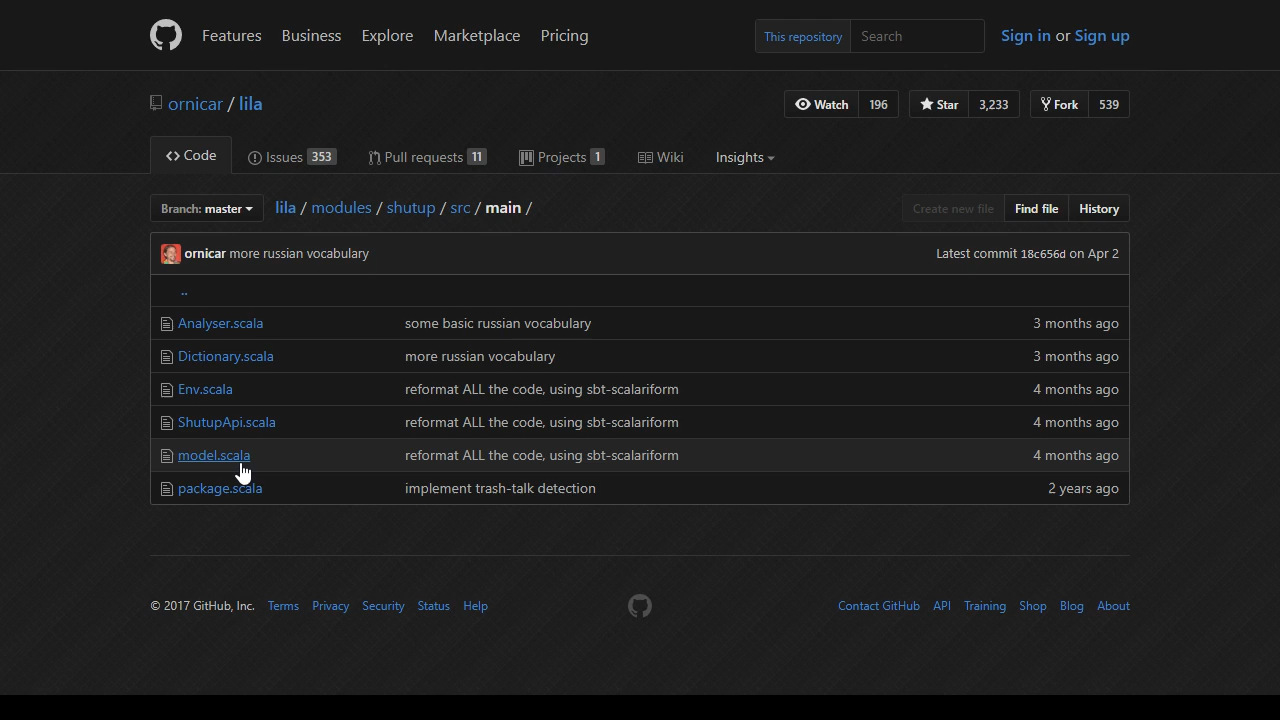 Features Business Explore Marketplace Pricing This repository Search Sign in or Sign up
ornicar / lila Watch 196 Star 3,233 Fork 539
<> Code Issues 353 Pull requests 11 Projects 1 Wiki Insights
Branch: master lila / modules / shutup / src / main / Create new file Find file History
ornicar more russian vocabulary Latest commit 18c656d on Apr 2
..
Analyser.scala some basic russian vocabulary 3 months ago
Dictionary.scala more russian vocabulary 3 months ago
Env.scala reformat ALL the code, using sbt-scalariform 4 months ago
ShutupApi.scala reformat ALL the code, using sbt-scalariform 4 months ago
model.scala reformat ALL the code, using sbt-scalariform 4 months ago
package.scala implement trash-talk detection 2 years ago
© 2017 GitHub, Inc. Terms Privacy Security Status Help Contact GitHub API Training Shop Blog About